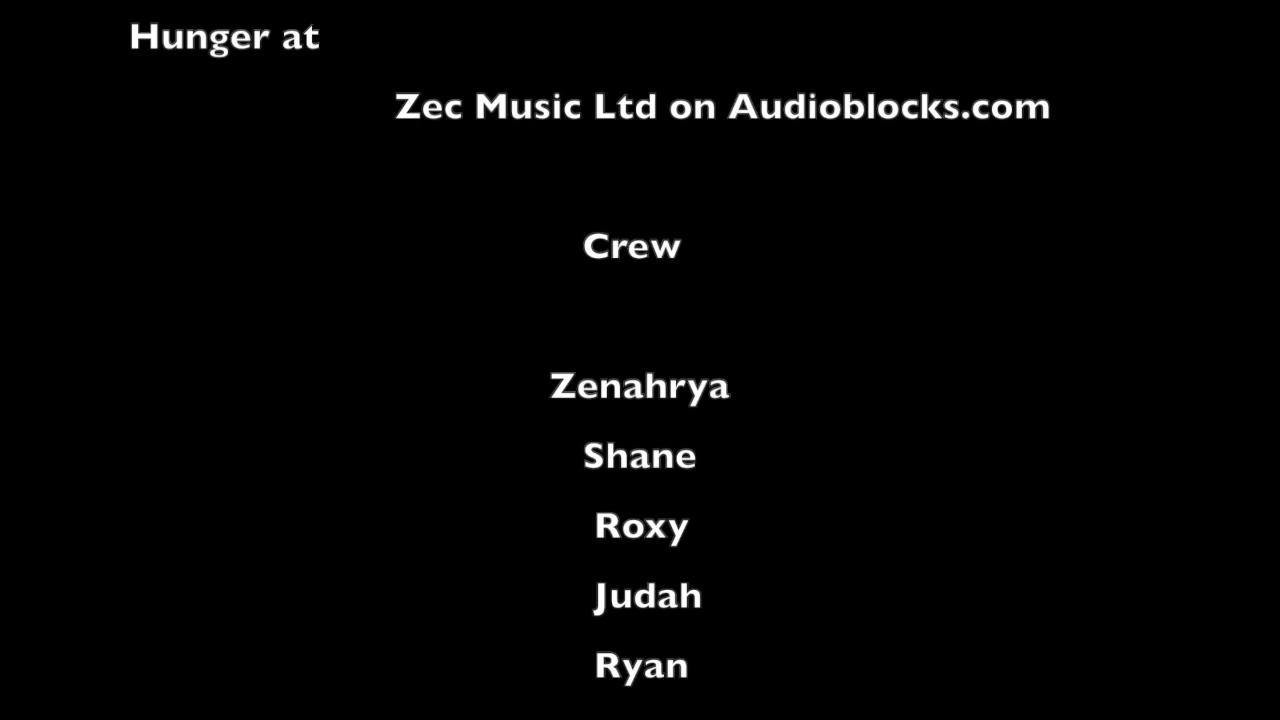 Hunger at
Zec Music Ltd on Audioblocks.com
Crew
Zenahrya
Shane
Roxy
Judah
Ryan